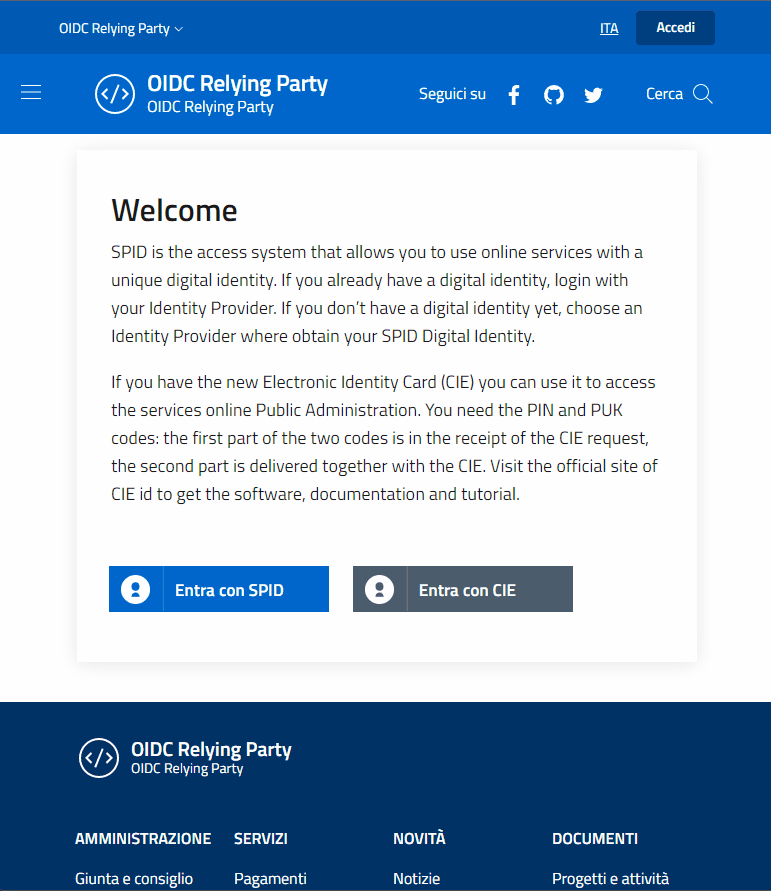 OIDC Relying Party
ITA
Accedi
OIDC Relying Party
OIDC Relying Party
Seguici su
Cerca
Welcome
SPID is the access system that allows you to use online services with a
unique digital identity. If you already have a digital identity, login with
your Identity Provider. If you don't have a digital identity yet, choose an
Identity Provider where obtain your SPID Digital Identity.
If you have the new Electronic Identity Card (CIE) you can use it to access
the services online Public Administration. You need the PIN and PUK
codes: the first part of the two codes is in the receipt of the CIE request,
the second part is delivered together with the CIE. Visit the official site of
CIE id to get the software, documentation and tutorial.
Entra con SPID
Entra con CIE
OIDC Relying Party
OIDC Relying Party
AMMINISTRAZIONE
SERVIZI
NOVITÀ
DOCUMENTI
Giunta e consiglio
Pagamenti
Notizie
Progetti e attività